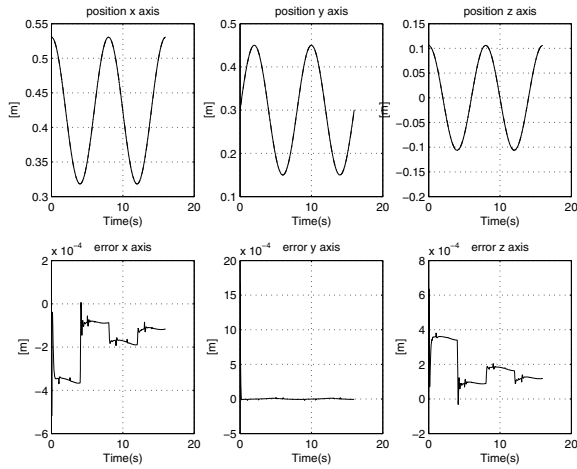 position x axis
0.55
0.5
0.45
0.4
0.35
0.3
[m]
0 10 20
Time(s)
position y axis
0.5
0.4
0.3
0.2
0.1
[m]
0 10 20
Time(s)
position z axis
0.15
0.1
0.05
0
−0.05
−0.1
−0.15
−0.2
[m]
0 10 20
Time(s)
x 10⁻⁴ error x axis
0
−2
−4
−6
[m]
0 10 20
Time(s)
x 10⁻⁴ error y axis
20
15
10
5
0
−5
[m]
0 10 20
Time(s)
x 10⁻⁴ error z axis
8
6
4
2
0
−2
[m]
0 10 20
Time(s)